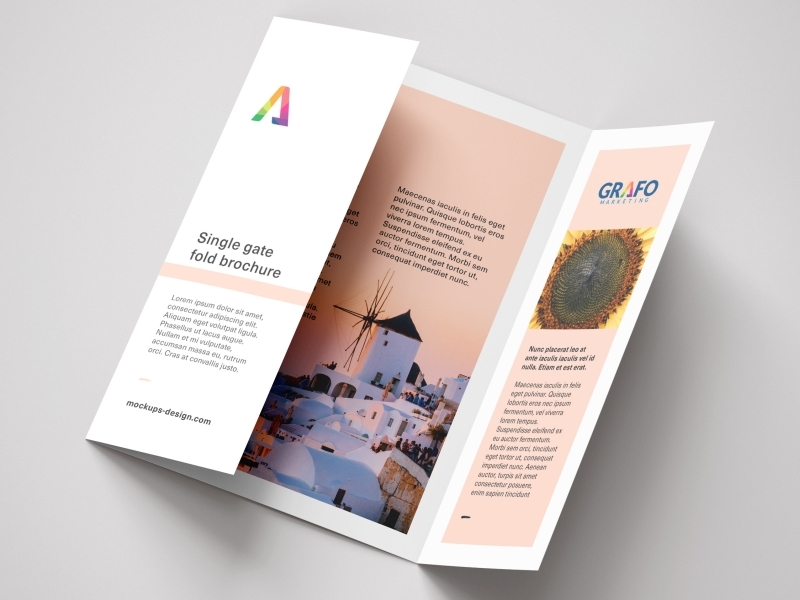 Single gate
fold brochure
Lorem ipsum dolor sit amet,
consectetur adipiscing elit.
Aliquam eget volutpat ligula.
Phasellus ut lacus augue.
Nullam et mi vulputate,
accumsan massa eu, rutrum
orci. Cras at convallis justo.
mockups-design.com
Maecenas iaculis in felis eget
pulvinar. Quisque lobortis eros
nec ipsum fermentum, vel
viverra lorem tempus.
Suspendisse eleifend ex eu
auctor fermentum. Morbi sem
orci, tincidunt eget tortor ut,
consequat imperdiet nunc.
GRAFO
MARKETING
Nunc placerat leo at
ante iaculis iaculis vel id
nulla. Etiam et est erat.
Maecenas iaculis in felis
eget pulvinar. Quisque
lobortis eros nec ipsum
fermentum, vel viverra
lorem tempus.
Suspendisse eleifend ex
eu auctor fermentum.
Morbi sem orci, tincidunt
eget tortor ut, consequat
imperdiet nunc. Aenean
auctor, turpis sit amet
consectetur posuere,
enim sapien tincidunt